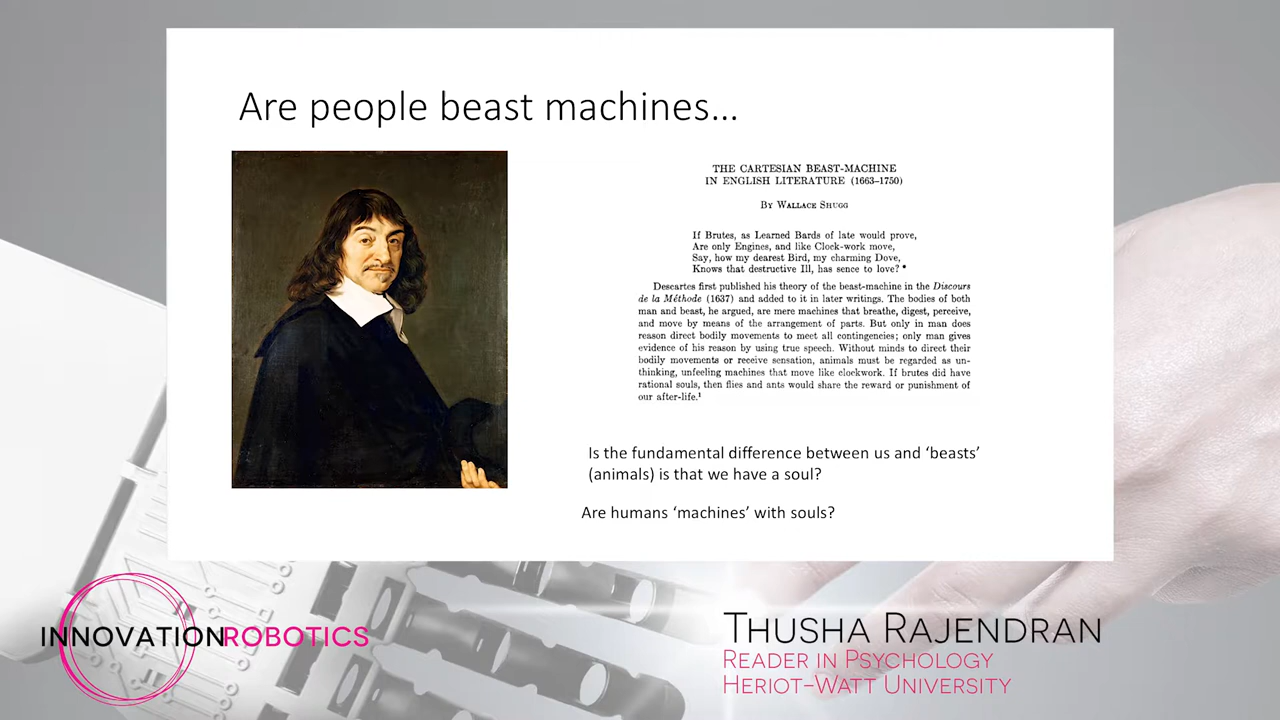 Are people beast machines...
THE CARTESIAN BEAST-MACHINE
IN ENGLISH LITERATURE (1663–1750)
BY WALLACE SHUGG
If Brutes, as Learned Bards of late would prove,
Are only Engines, and like Clock-work move,
Say, how my dearest Bird, my charming Dove,
Knows that destructive Ill, has sence to love? *
Descartes first published his theory of the beast-machine in the Discours
de la Méthode (1637) and added to it in later writings. The bodies of both
man and beast, he argued, are mere machines that breathe, digest, perceive,
and move by means of the arrangement of parts. But only in man does
reason direct bodily movements to meet all contingencies; only man gives
evidence of his reason by using true speech. Without minds to direct their
bodily movements or receive sensation, animals must be regarded as un-
thinking, unfeeling machines that move like clockwork. If brutes did have
rational souls, then flies and ants would share the reward or punishment of
our after-life.¹
Is the fundamental difference between us and ‘beasts’
(animals) is that we have a soul?
Are humans ‘machines’ with souls?
INNOVATIONROBOTICS
THUSHA RAJENDRAN
READER IN PSYCHOLOGY
HERIOT-WATT UNIVERSITY